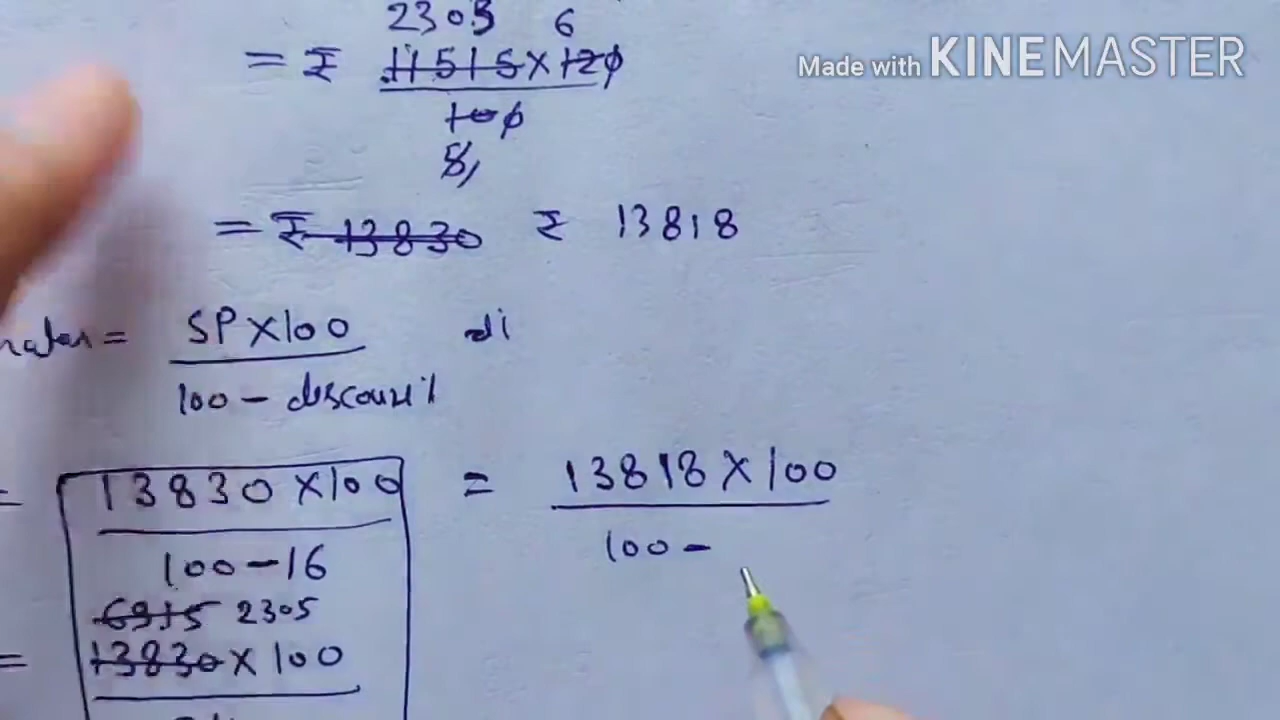 2303 6
Made with KINEMASTER
= ₹ 11515×120
100
5,
= ₹ 13830 ₹ 13818
SP×100 di
100 - discount%
= 13830×100 = 13818×100
100-16 100-
6915 2305
= 13830×100